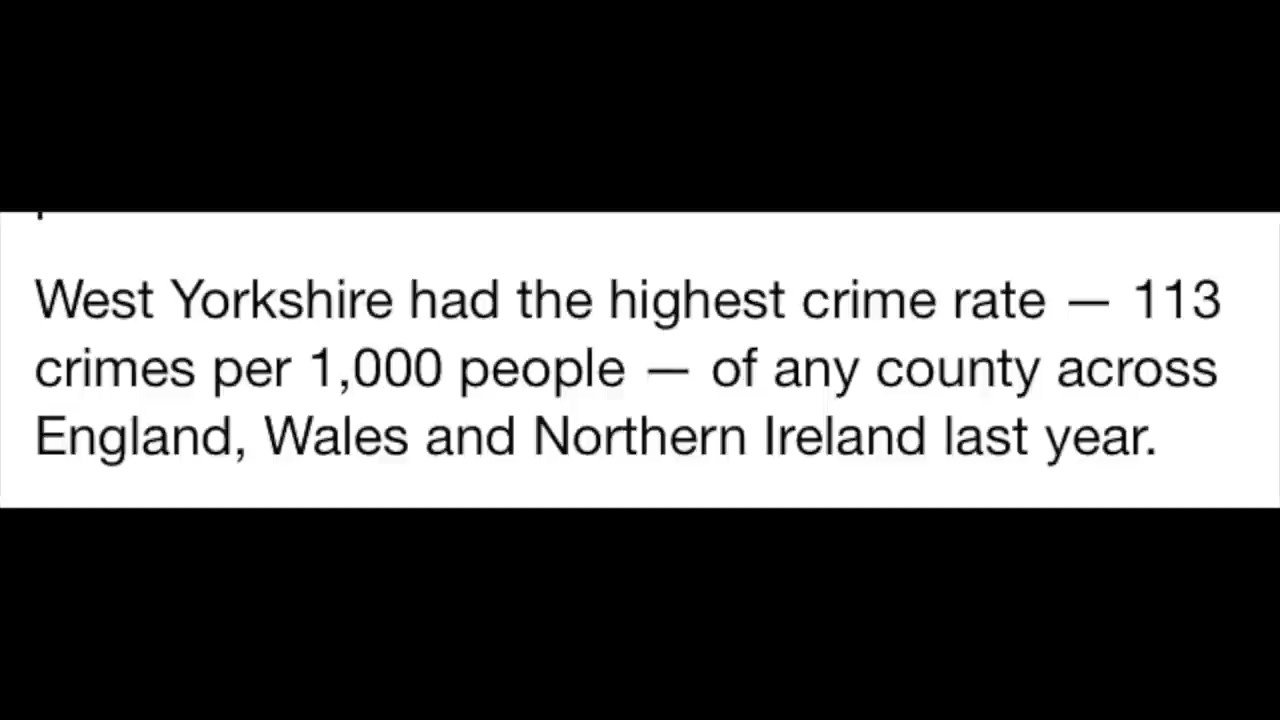 West Yorkshire had the highest crime rate — 113
crimes per 1,000 people — of any county across
England, Wales and Northern Ireland last year.